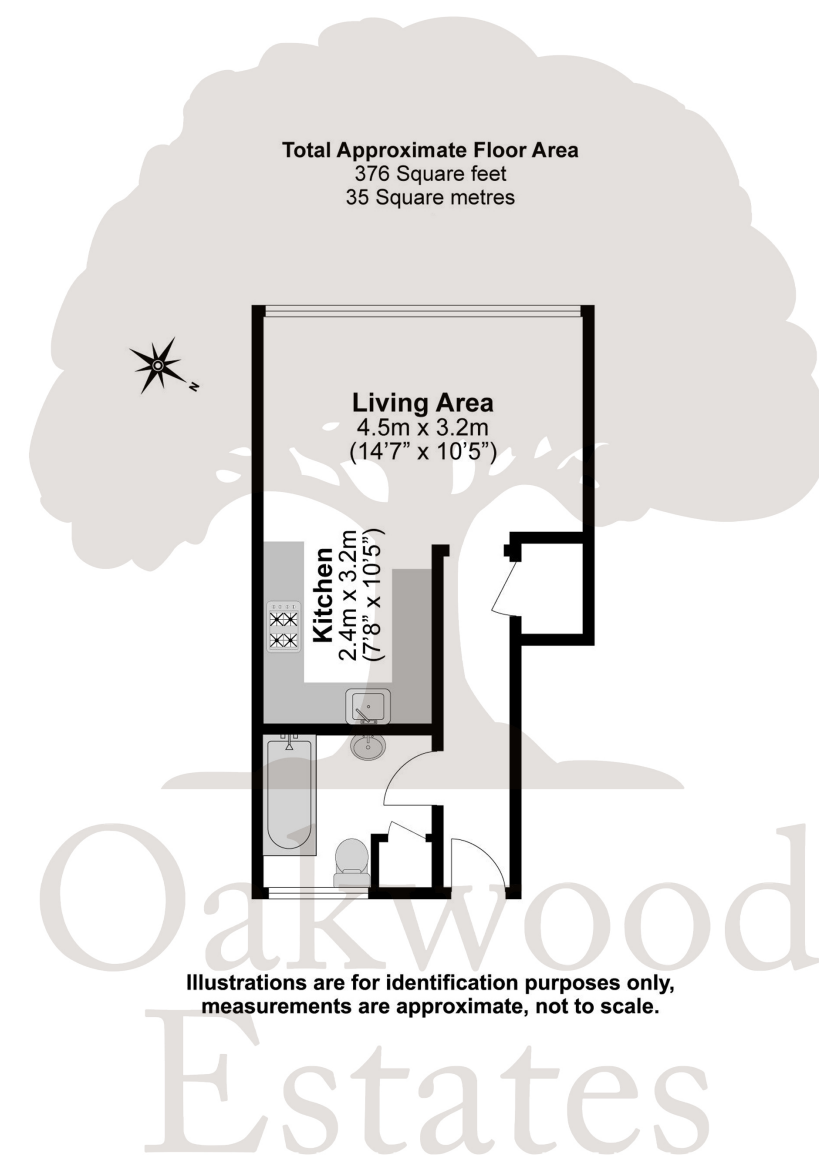 Total Approximate Floor Area
376 Square feet
35 Square metres
N
Living Area
4.5m x 3.2m
(14'7” x 10'5”)
Kitchen
2.4m x 3.2m
(7'8” x 10'5”)
Oakwood
Illustrations are for identification purposes only,
measurements are approximate, not to scale.
Estates